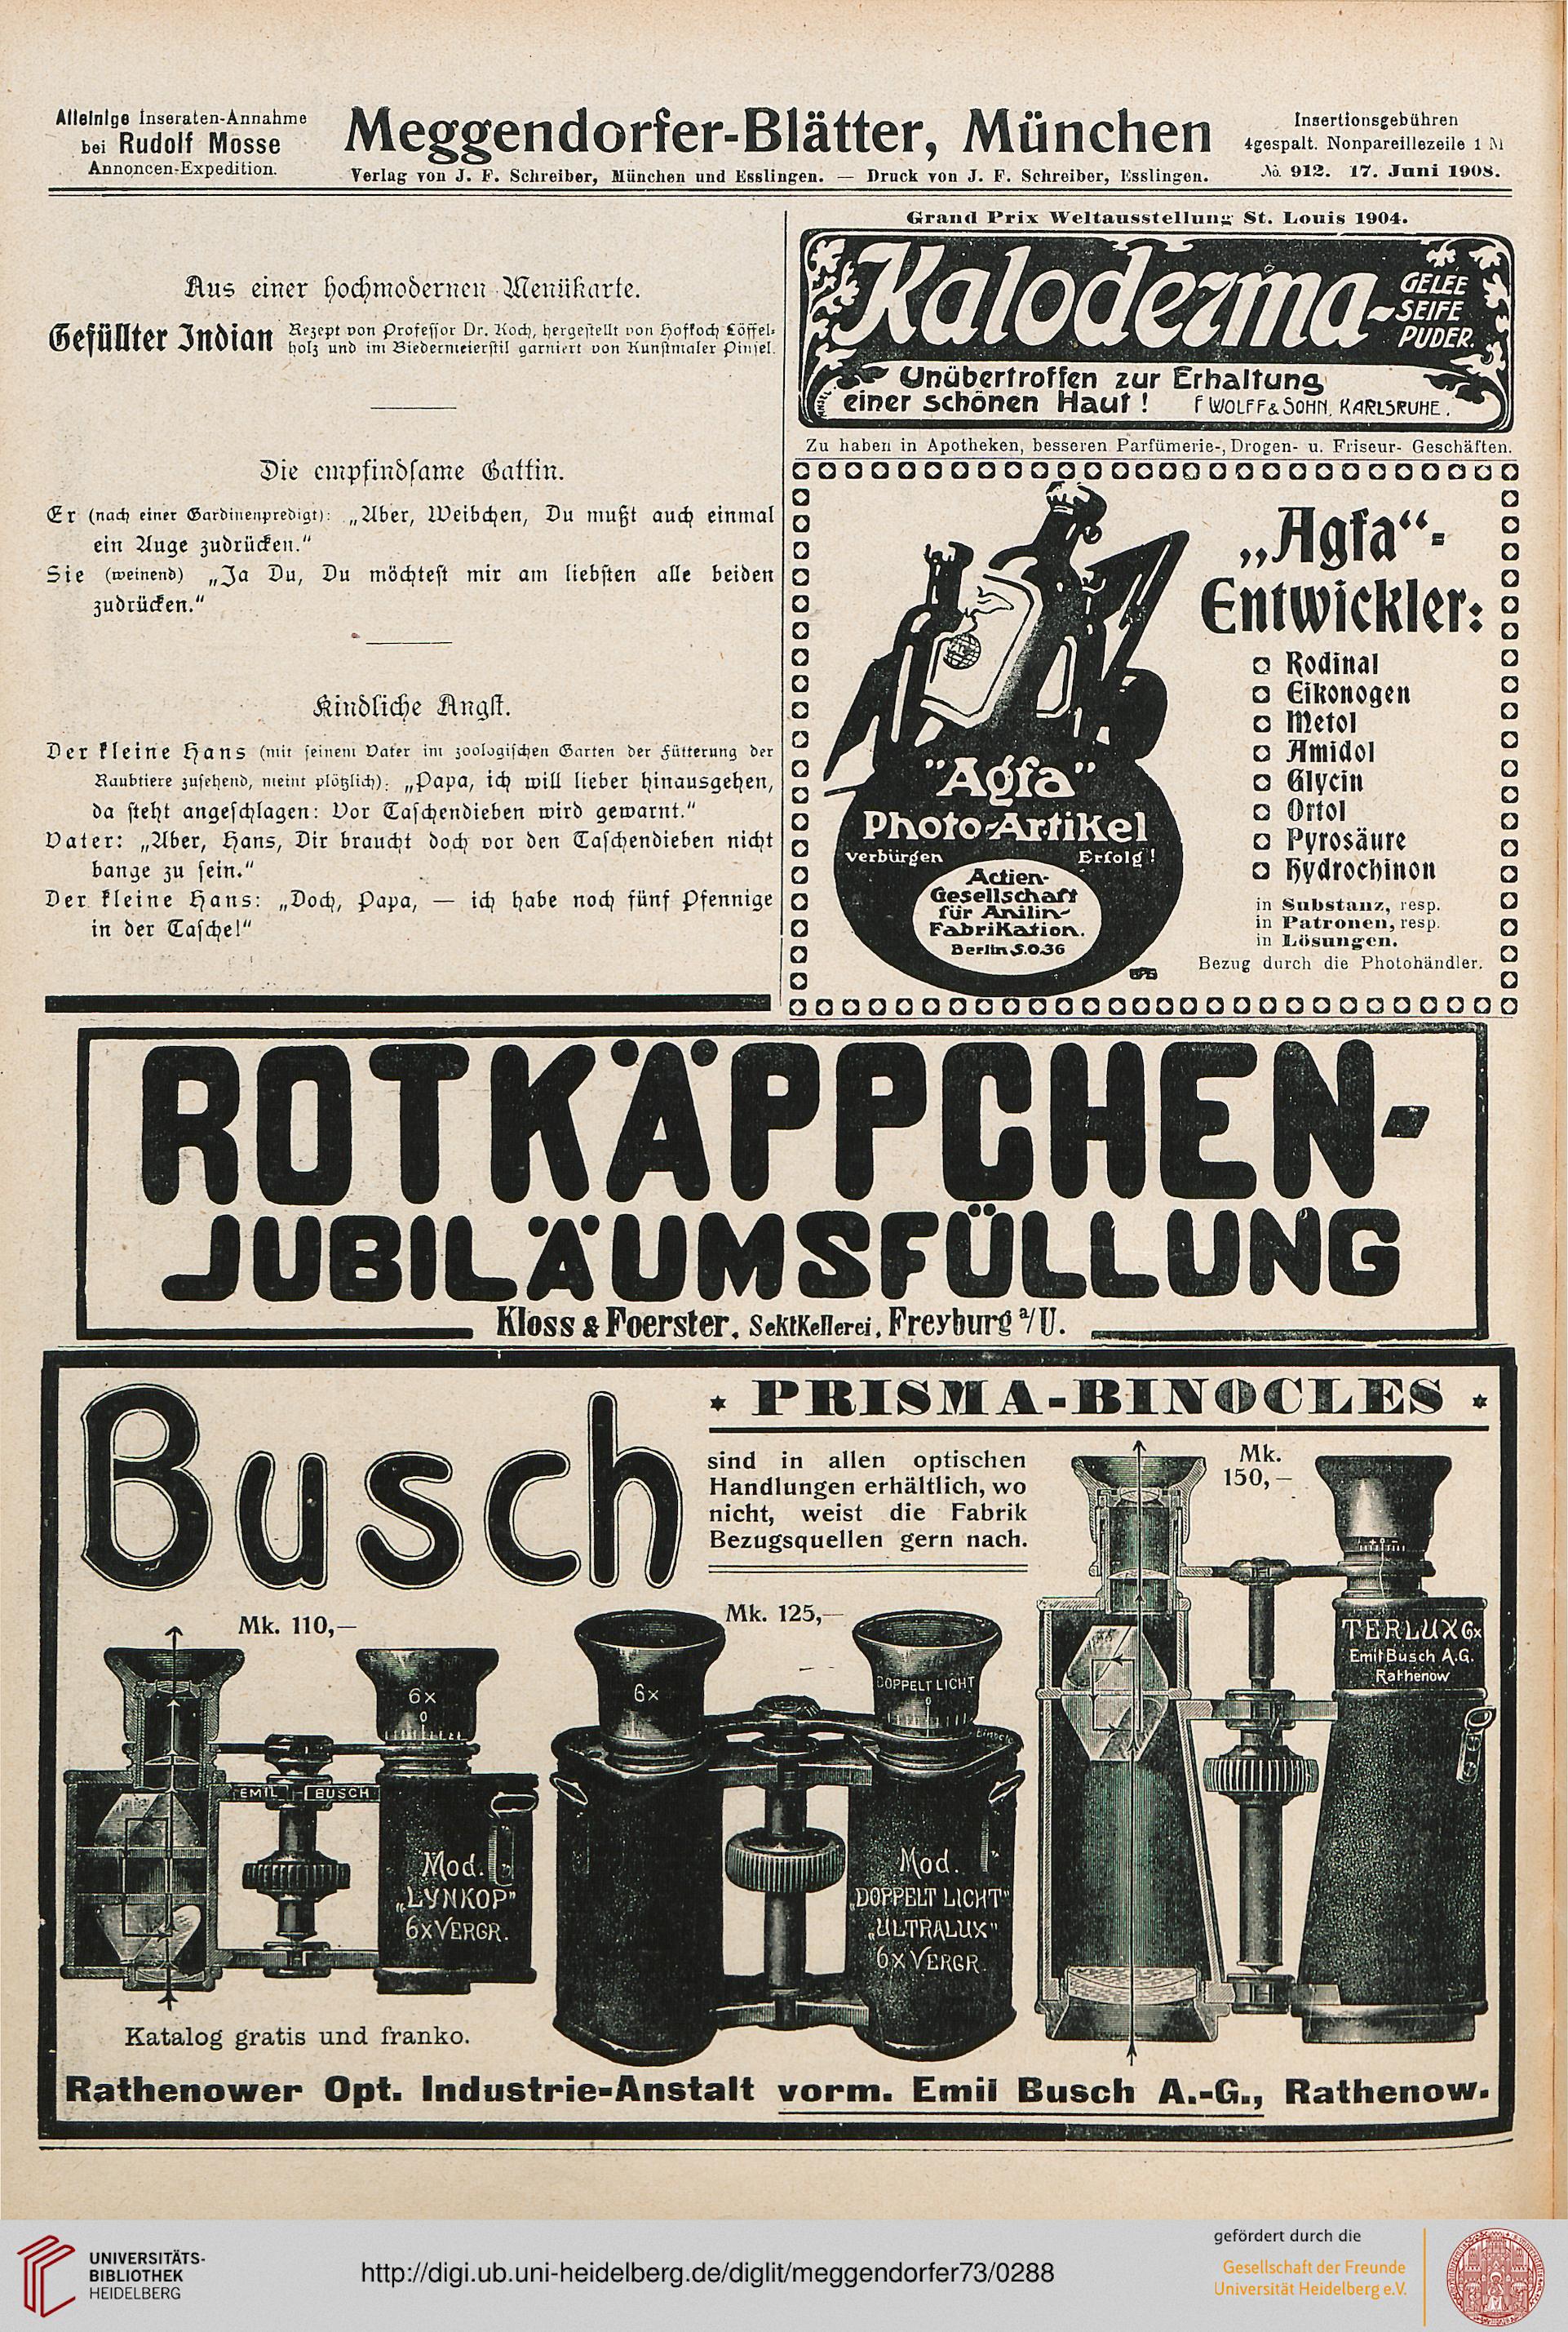 Alleinige Inseraten-Annahme
bei Rudolf Mosse
Annoncen-Expedition.
Meggendorfer-Blätter, München
Verlag von J. F. Schreiber, München und Esslingen. — Druck von J. F. Schreiber, Esslingen.
Insertionsgebühren
4gespalt. Nonpareillezeile 1 M
No. 912. 17. Juni 1908.
Aus einer hochmodernen Menükarte.
Gefüllter Indian
Rezept von Professor Dr. Koch, hergestellt von Hofkoch Löffel-
holz und im Biedermeierstil garniert von Kunstmaler Pinsel.
Die empfindsame Gattin.
Er (nach einer Gardinenpredigt): „Aber, Weibchen, Du mußt auch einmal
ein Auge zudrücken.“
Sie (weinend) „Ja Du, Du möchtest mir am liebsten alle beiden
zudrücken.“
Kindliche Angst.
Der kleine Hans (mit seinem Vater im zoologischen Garten der Fütterung der
Raubtiere zusehend, meint plötzlich): „Papa, ich will lieber hinausgehen,
da steht angeschlagen: Vor Taschendieben wird gewarnt.“
Vater: „Aber, Hans, Dir braucht doch vor den Taschendieben nicht
bange zu sein.“
Der kleine Hans: „Doch, Papa, — ich habe noch fünf Pfennige
in der Tasche!“
Grand Prix Weltausstellung St. Louis 1904.
Kaloderma-
GELÉE
SEIFE
PUDER.
Unübertroffen zur Erhaltung
einer schönen Haut! F WOLFF & SOHN, KARLSRUHE.
Zu haben in Apotheken, besseren Parfümerie-, Drogen- u. Friseur- Geschäften.
"Agfa"
Photo-Artikel
verbürgen Erfolg!
Actien-
Gesellschaft
für Anilin-
Fabrikation.
Berlin S.O.36
„Agfa“-
Entwickler:
Rodinal
Eikonogen
Metol
Amidol
Glycin
Ortol
Pyrosäure
Hydrochinon
in Substanz, resp.
in Patronen, resp.
in Lösungen.
Bezug durch die Photohändler.
ROTKÄPPCHEN-
JUBILÄUMSFÜLLUNG
Kloss & Foerster, Sektkellerei, Freyburg a/U.
Busch
* PRISMA-BINOCLES *
sind in allen optischen
Handlungen erhältlich, wo
nicht, weist die Fabrik
Bezugsquellen gern nach.
Mk. 110,—
6x
0
EMIL BUSCH
Mod.
„LYNKOP"
6x VERGR.
Mk. 125,—
6x
DOPPELT LICHT
0
Mod.
„DOPPELT LICHT"
„ULTRALUX"
6x VERGR.
Mk.
150,—
TERLUX 6x
Emil Busch A.G.
Rathenow
Katalog gratis und franko.
Rathenower Opt. Industrie-Anstalt vorm. Emil Busch A.-G., Rathenow.
UNIVERSITÄTS-
BIBLIOTHEK
HEIDELBERG
http://digi.ub.uni-heidelberg.de/diglit/meggendorfer73/0288
gefördert durch die
Gesellschaft der Freunde
Universität Heidelberg e.V.